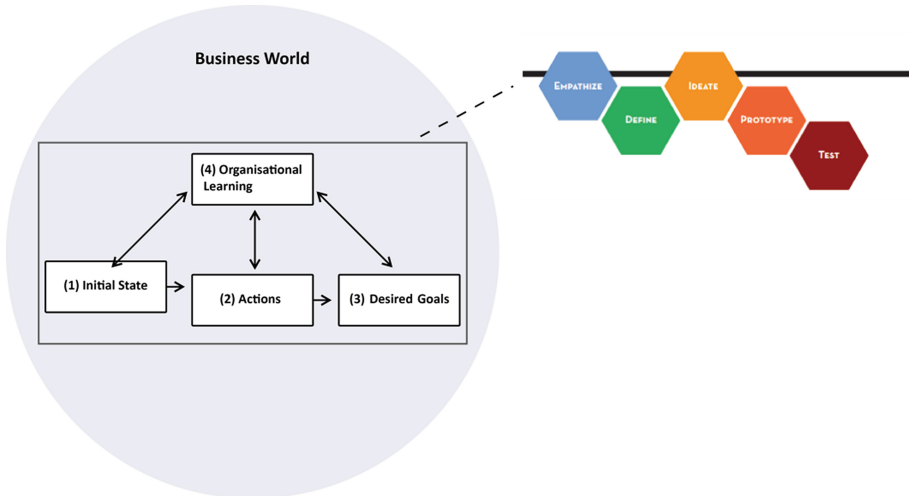 Business World
(4) Organisational
Learning
(1) Initial State
(2) Actions
(3) Desired Goals
EMPATHIZE
DEFINE
IDEATE
PROTOTYPE
TEST